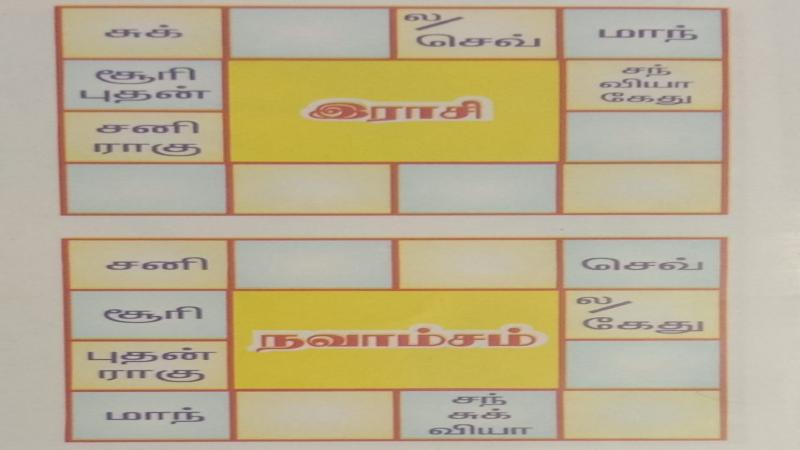 சுக்
ல/
செவ்
மாந்
சூரி
புதன்
சந்
வியா
கேது
இராசி
சனி
ராகு
சனி
செவ்
சூரி
ல/
கேது
நவாம்சம்
புதன்
ராகு
மாந்
சந்
சுக்
வியா